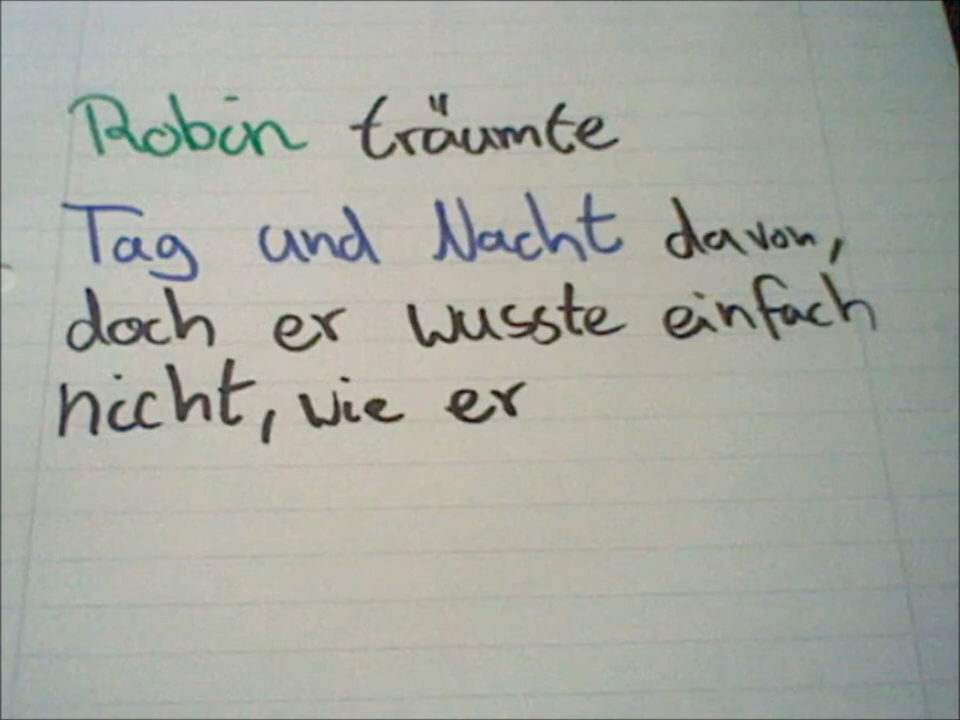 Robin träumte
Tag und Nacht davon,
doch er wusste einfach
nicht, wie er